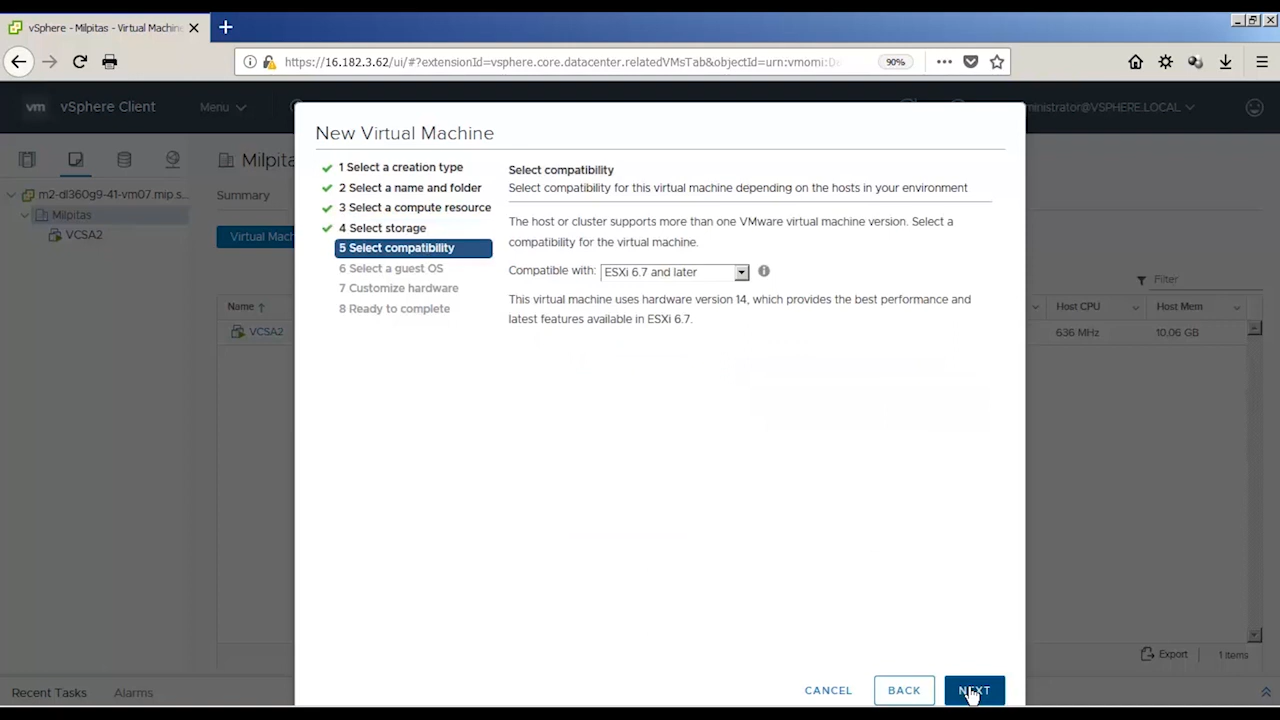 vSphere - Milpitas - Virtual Machine
https://16.182.3.62/ui/#?extensionId=vsphere.core.datacenter.relatedVMsTab&objectId=urn:vmomi:D
90%
vm vSphere Client
Menu
ministrator@VSPHERE.LOCAL
m2-dl360g9-41-vm07.mip.s...
Milpitas
VCSA2
Milpita
Summary
Virtual Mach
Name
VCSA2
New Virtual Machine
1 Select a creation type
2 Select a name and folder
3 Select a compute resource
4 Select storage
5 Select compatibility
6 Select a guest OS
7 Customize hardware
8 Ready to complete
Select compatibility
Select compatibility for this virtual machine depending on the hosts in your environment
The host or cluster supports more than one VMware virtual machine version. Select a
compatibility for the virtual machine.
Compatible with: ESXi 6.7 and later
This virtual machine uses hardware version 14, which provides the best performance and
latest features available in ESXi 6.7.
CANCEL
BACK
NEXT
Filter
Host CPU
Host Mem
636 MHz
10.06 GB
Export
1 items
Recent Tasks
Alarms